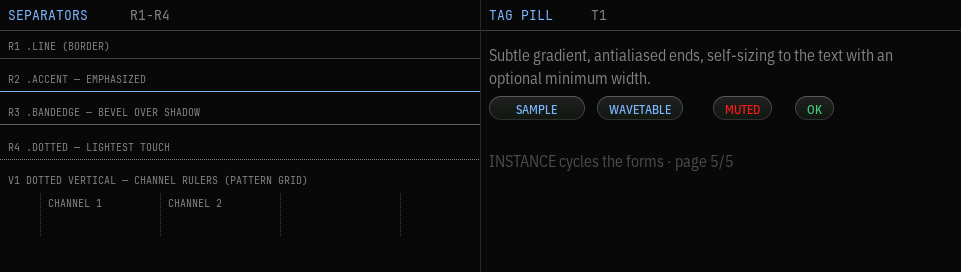 SEPARATORS R1-R4
R1 .LINE (BORDER)
R2 .ACCENT — EMPHASIZED
R3 .BANDEDGE — BEVEL OVER SHADOW
R4 .DOTTED — LIGHTEST TOUCH
V1 DOTTED VERTICAL — CHANNEL RULERS (PATTERN GRID)
CHANNEL 1 CHANNEL 2
TAG PILL T1
Subtle gradient, antialiased ends, self-sizing to the text with an
optional minimum width.
SAMPLE WAVETABLE MUTED OK
INSTANCE cycles the forms · page 5/5